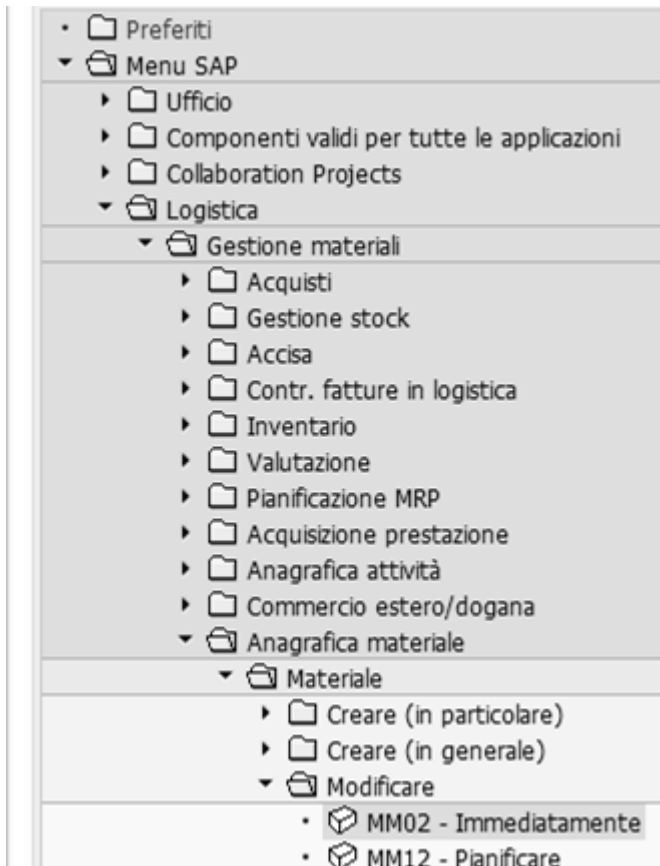 Preferiti
Menu SAP
Ufficio
Componenti validi per tutte le applicazioni
Collaboration Projects
Logistica
Gestione materiali
Acquisti
Gestione stock
Accisa
Contr. fatture in logistica
Inventario
Valutazione
Pianificazione MRP
Acquisizione prestazione
Anagrafica attività
Commercio estero/dogana
Anagrafica materiale
Materiale
Creare (in particolare)
Creare (in generale)
Modificare
MM02 - Immediatamente
MM12 - Pianificare